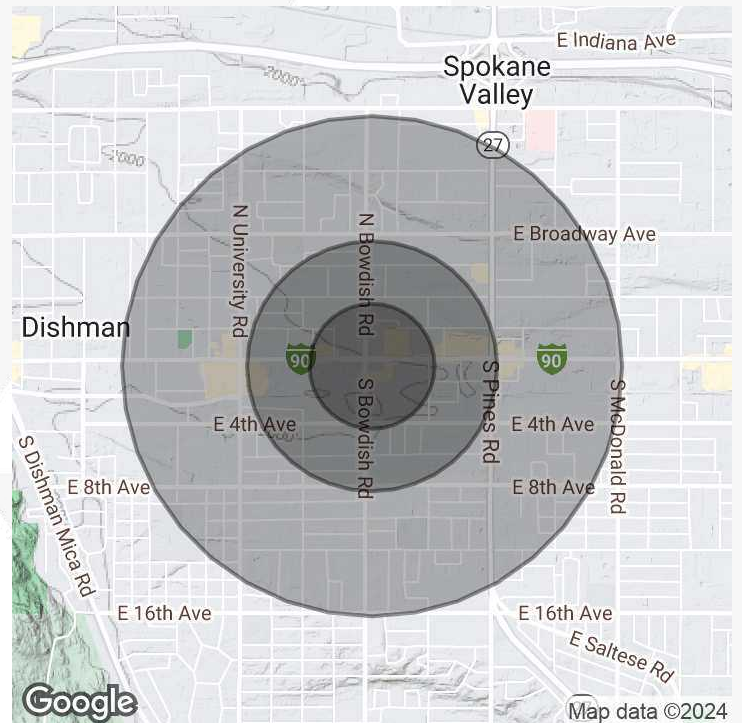 E Indiana Ave
Spokane
Valley
2000
27
2000
N University Rd
N Bowdish Rd
E Broadway Ave
Dishman
90
90
S Bowdish Rd
S Pines Rd
S McDonald Rd
E 4th Ave
E 4th Ave
S Dishman Mica Rd
E 8th Ave
E 8th Ave
E 16th Ave
E 16th Ave
E Saltese Rd
Google
Map data ©2024